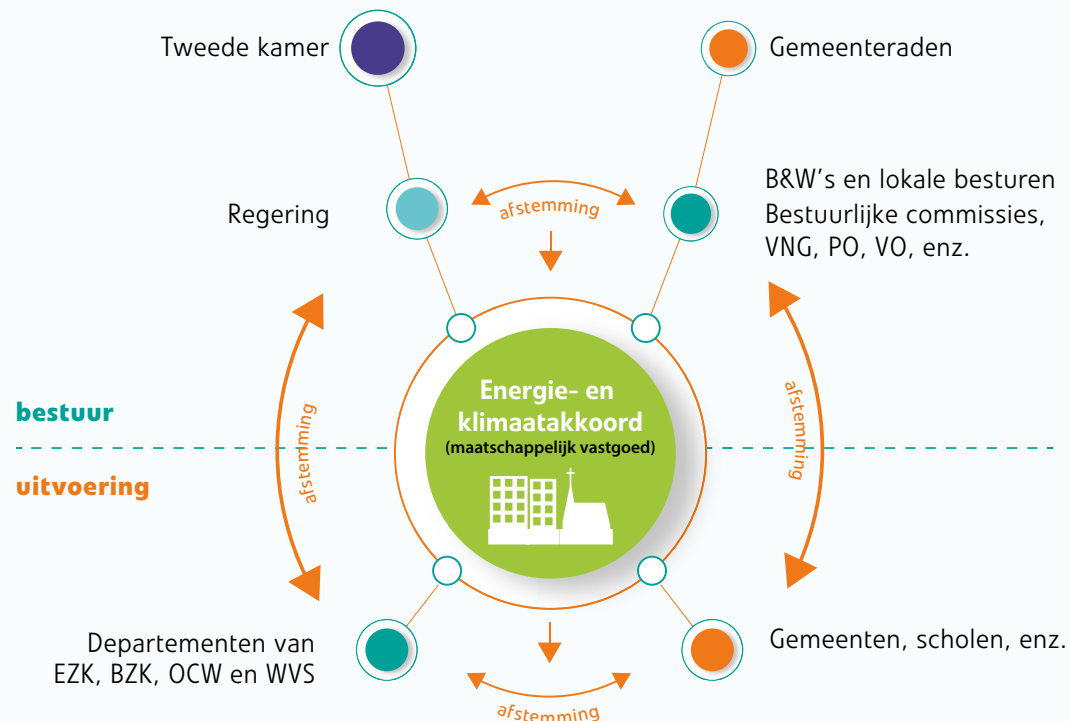 Tweede kamer
Gemeenteraden
Regering
afstemming
B&W's en lokale besturen
Bestuurlijke commissies,
VNG, PO, VO, enz.
Energie- en
klimaatakkoord
(maatschappelijk vastgoed)
afstemming
afstemming
bestuur
uitvoering
Departementen van
EZK, BZK, OCW en WVS
Gemeenten, scholen, enz.
afstemming